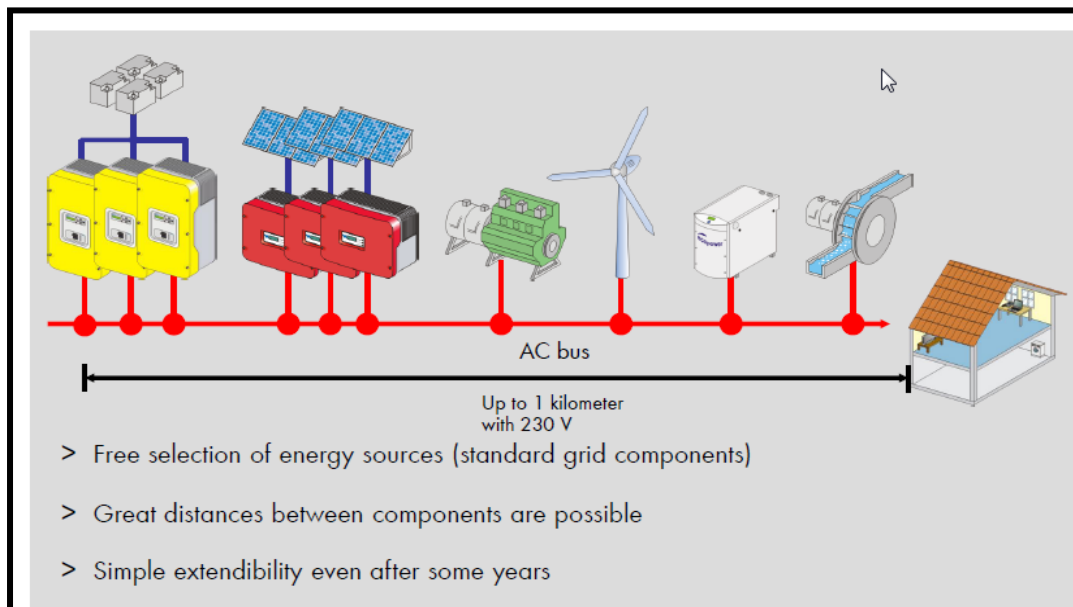 AC bus
Up to 1 kilometer
with 230 V
> Free selection of energy sources (standard grid components)
> Great distances between components are possible
> Simple extendibility even after some years